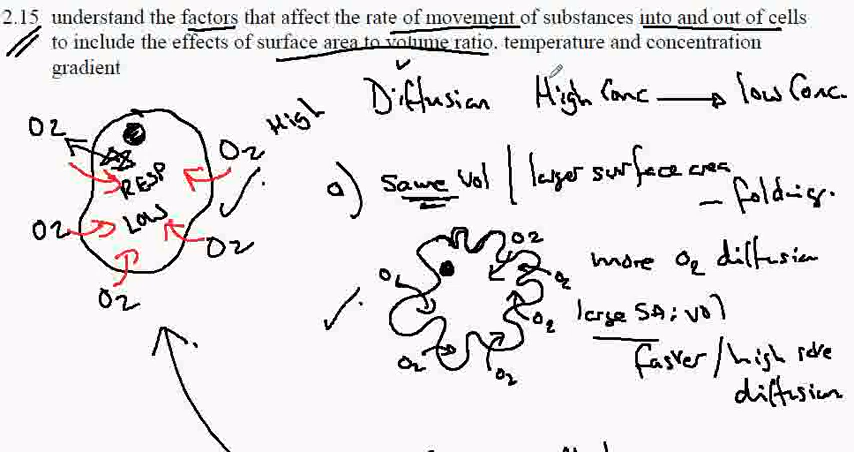 2.15 understand the factors that affect the rate of movement of substances into and out of cells
to include the effects of surface area to volume ratio, temperature and concentration
gradient
Diffusion High Conc → low Conc.
High
O2
O2
RESP
LOW
O2
O2
O2
a) Same Vol | larger surface area
- folding.
O2
O2
O2
O2
O2
more O2 diffusion
large SA: vol
faster/high rate
diffusion